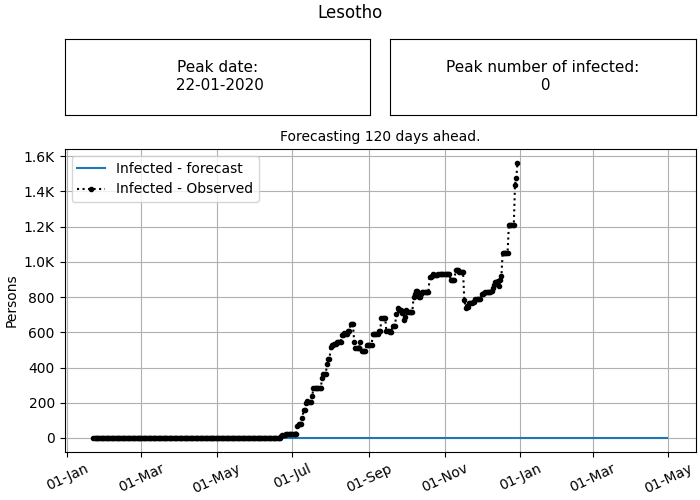 Lesotho
Peak date:
22-01-2020
Peak number of infected:
0
Forecasting 120 days ahead.
Infected - forecast
Infected - Observed
Persons
1.6K
1.4K
1.2K
1.0K
800
600
400
200
0
01-Jan
01-Mar
01-May
01-Jul
01-Sep
01-Nov
01-Jan
01-Mar
01-May